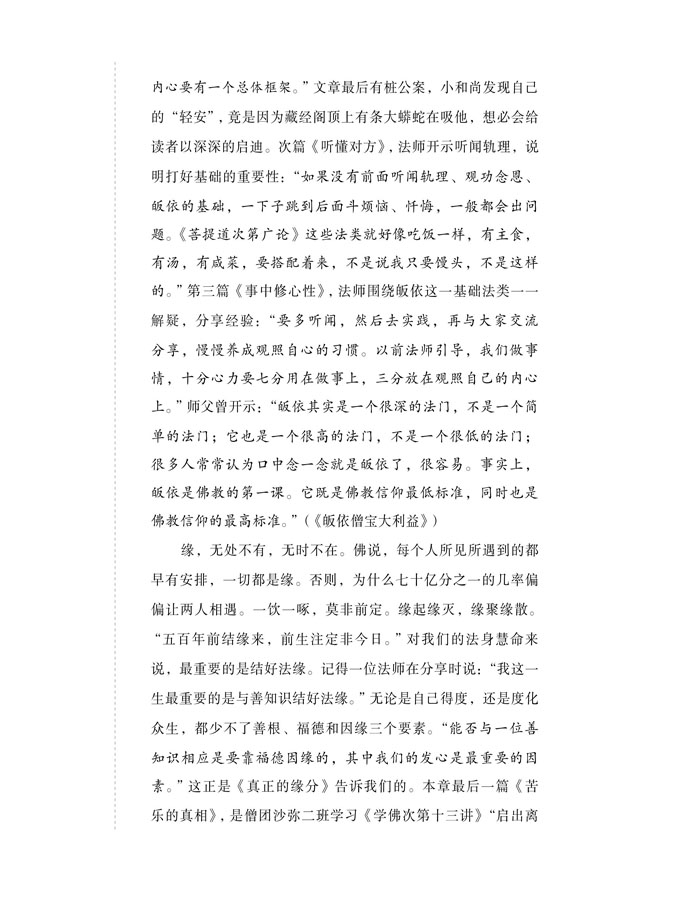 内心要有一个总体框架。”文章最后有桩公案，小和尚发现自己
的“轻安”，竟是因为藏经阁顶上有条大蟒蛇在吸他，想必会给
读者以深深的启迪。次篇《听懂对方》，法师开示听闻轨理，说
明打好基础的重要性：“如果没有前面听闻轨理、观功念恩、
皈依的基础，一下子跳到后面斗烦恼、忏悔，一般都会出问
题。《菩提道次第广论》这些法类就好像吃饭一样，有主食，
有汤，有咸菜，要搭配着来，不是说我只要馒头，不是这样
的。”第三篇《事中修心性》，法师围绕皈依这一基础法类一一
解疑，分享经验：“要多听闻，然后去实践，再与大家交流
分享，慢慢养成观照自心的习惯。以前法师引导，我们做事
情，十分心力要七分用在做事上，三分放在观照自己的内心
上。”师父曾开示：“皈依其实是一个很深的法门，不是一个简
单的法门；它也是一个很高的法门，不是一个很低的法门；
很多人常常认为口中念一念就是皈依了，很容易。事实上，
皈依是佛教的第一课。它既是佛教信仰最低标准，同时也是
佛教信仰的最高标准。”（《皈依僧宝大利益》）
缘，无处不有，无时不在。佛说，每个人所见所遇到的都
早有安排，一切都是缘。否则，为什么七十亿分之一的几率偏
偏让两人相遇。一饮一啄，莫非前定。缘起缘灭，缘聚缘散。
“五百年前结缘来，前生注定非今日。”对我们的法身慧命来
说，最重要的是结好法缘。记得一位法师在分享时说：“我这一
生最重要的是与善知识结好法缘。”无论是自己得度，还是度化
众生，都少不了善根、福德和因缘三个要素。“能否与一位善
知识相应是要靠福德因缘的，其中我们的发心是最重要的因
素。”这正是《真正的缘分》告诉我们的。本章最后一篇《苦
乐的真相》，是僧团沙弥二班学习《学佛次第十三讲》“启出离